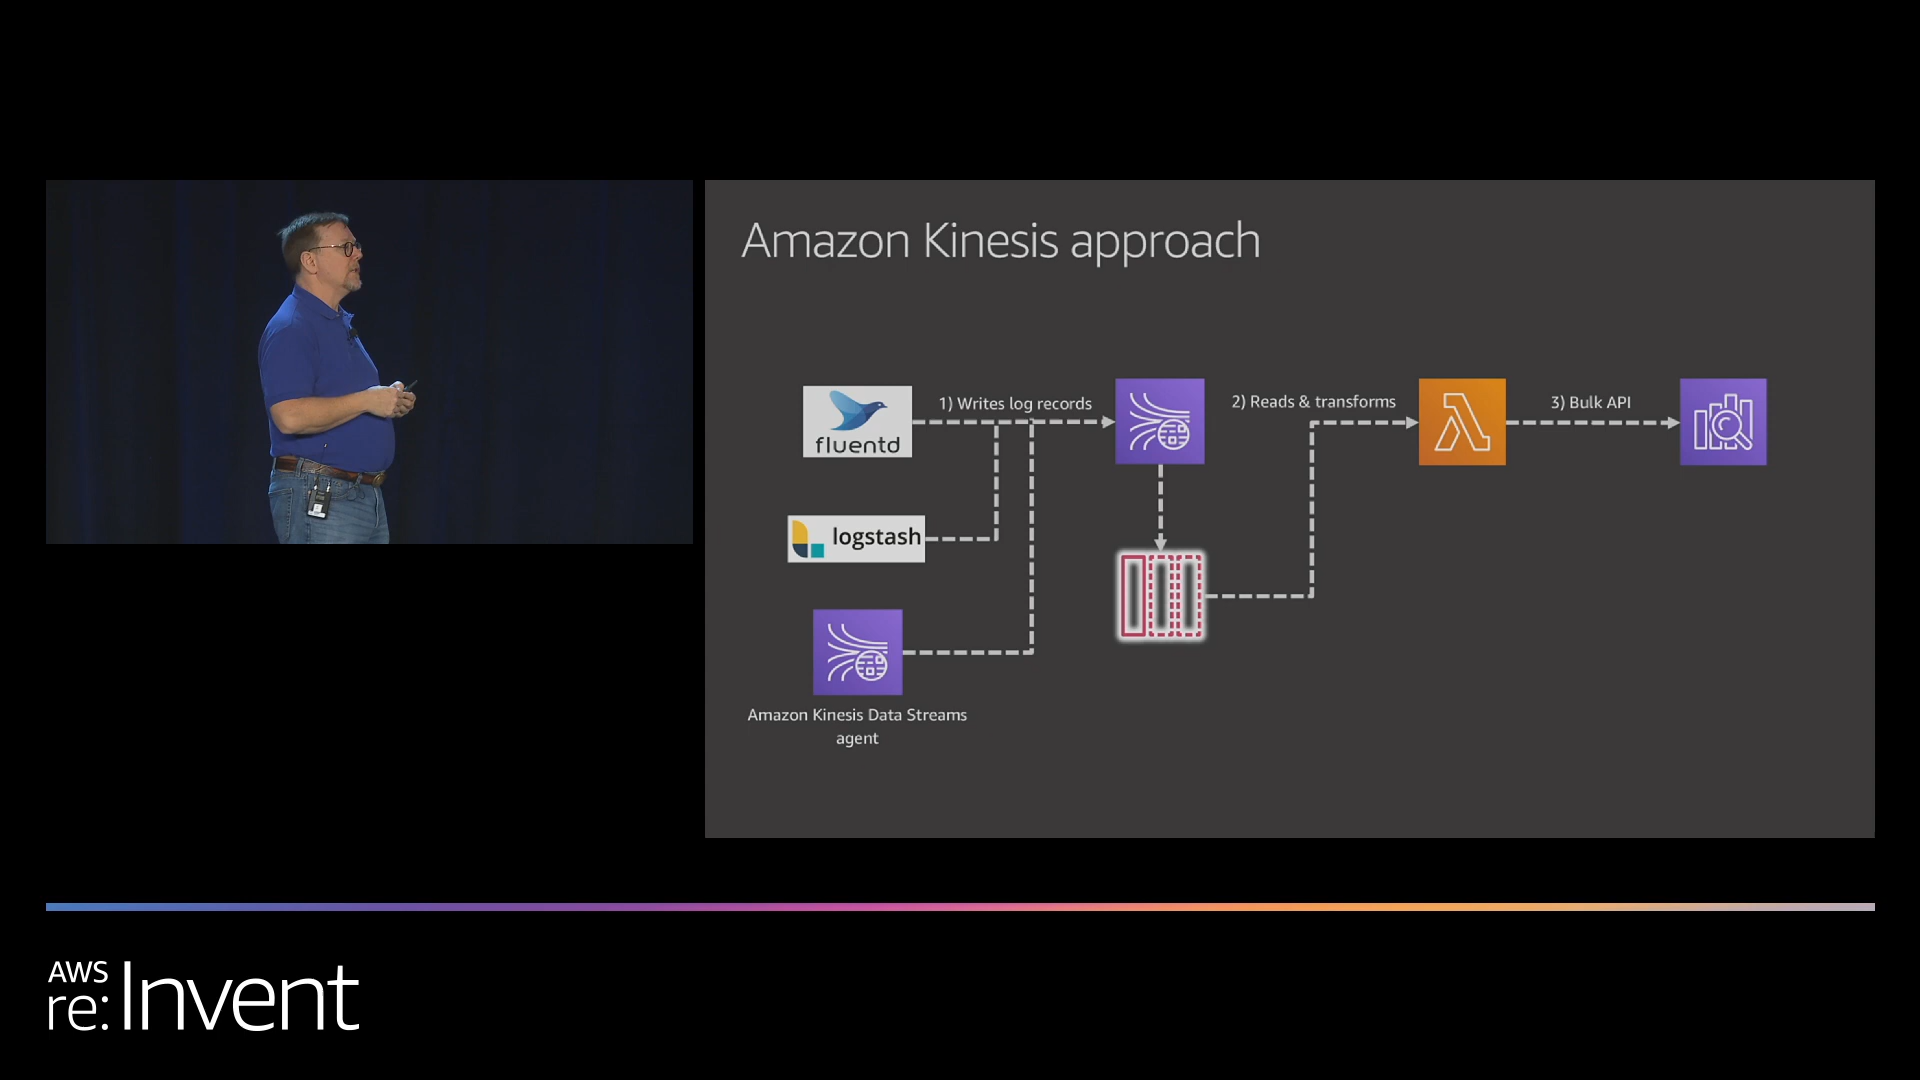 Amazon Kinesis approach
fluentd
1) Writes log records
2) Reads & transforms
3) Bulk API
logstash
Amazon Kinesis Data Streams
agent
AWS
re:Invent